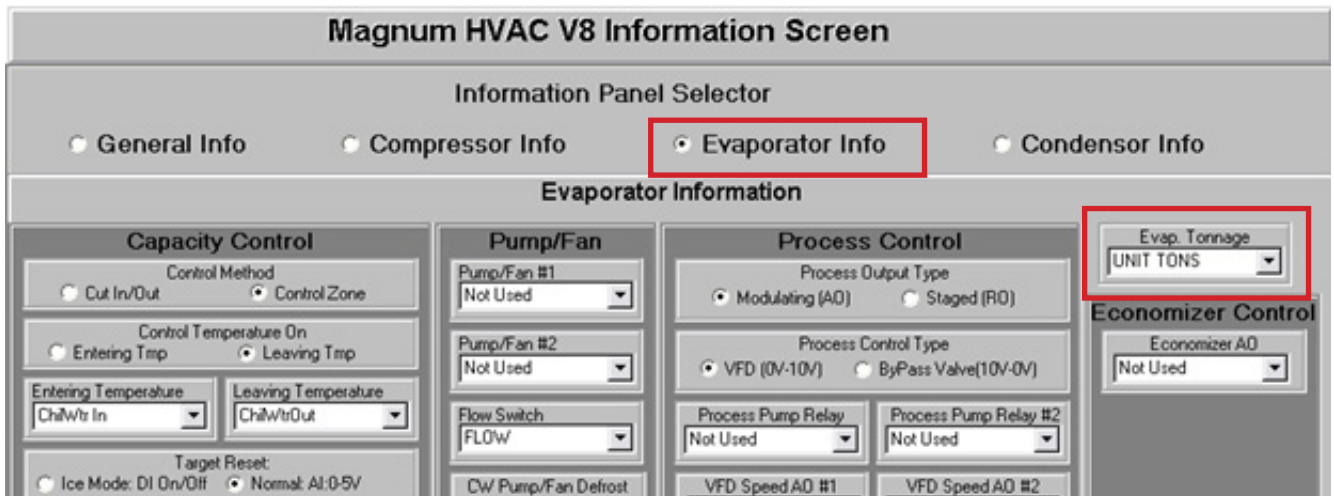 Magnum HVAC V8 Information Screen
Information Panel Selector
General Info Compressor Info Evaporator Info Condensor Info
Evaporator Information
Capacity Control
Control Method
Cut In/Out Control Zone
Control Temperature On
Entering Tmp Leaving Tmp
Entering Temperature Leaving Temperature
ChilWtr In ChilWtrOut
Target Reset:
Ice Mode: DI On/Off Normal: AI:0-5V
Pump/Fan
Pump/Fan #1
Not Used
Pump/Fan #2
Not Used
Flow Switch
FLOW
CW Pump/Fan Defrost
Process Control
Process Output Type
Modulating (AO) Staged (RO)
Process Control Type
VFD (0V-10V) ByPass Valve(10V-0V)
Process Pump Relay Process Pump Relay #2
Not Used Not Used
VFD Speed AO #1 VFD Speed AO #2
Evap. Tonnage
UNIT TONS
Economizer Control
Economizer AO
Not Used